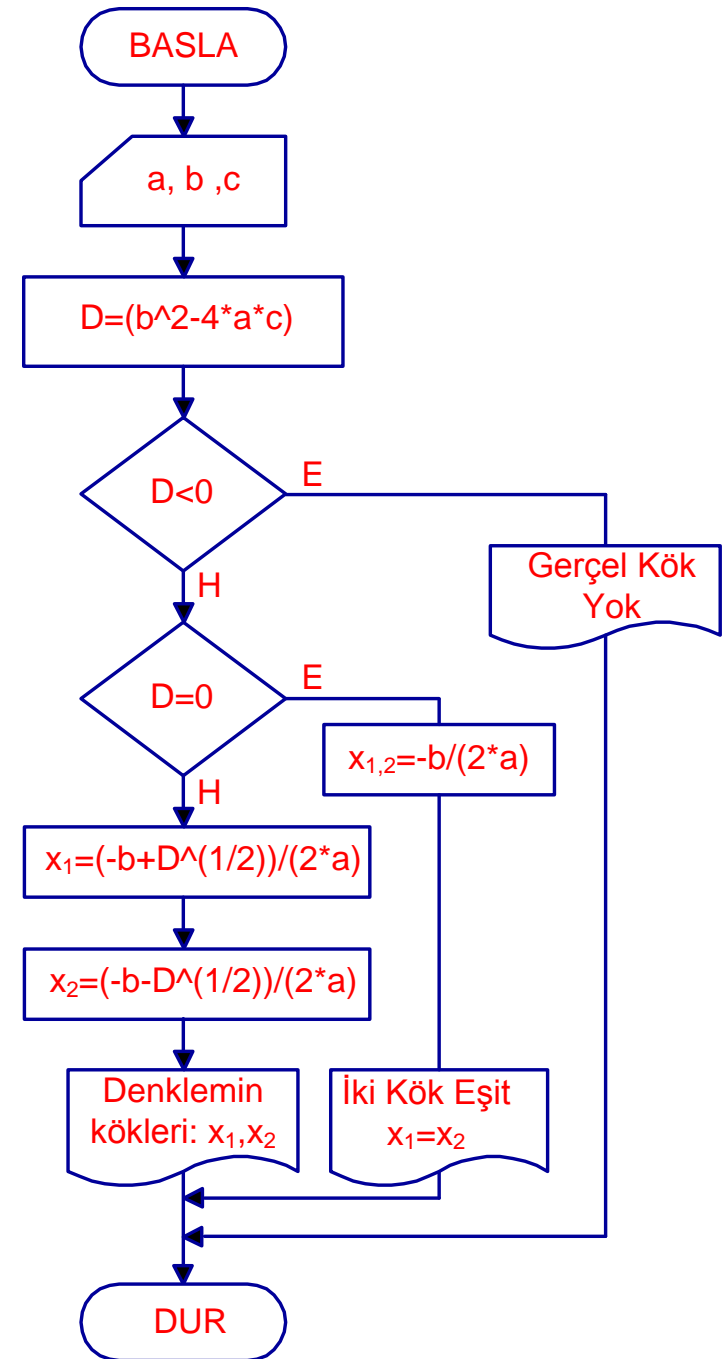 BASLA
a, b ,c
D=(b^2-4*a*c)
D<0
E
H
Gerçel Kök
Yok
D=0
E
H
x₁,₂=-b/(2*a)
x₁=(-b+D^(1/2))/(2*a)
x₂=(-b-D^(1/2))/(2*a)
Denklemin
kökleri: x₁,x₂
İki Kök Eşit
x₁=x₂
DUR